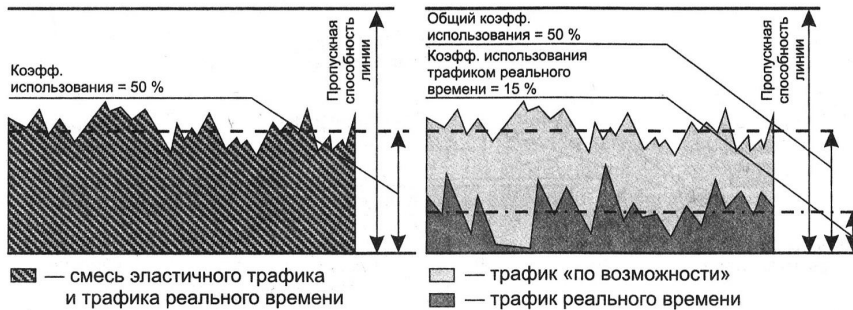 Коэфф.
использования = 50 %
Пропускная
способность
линии
— смесь эластичного трафика
и трафика реального времени
Общий коэфф.
использования = 50 %
Коэфф. использования
трафиком реального
времени = 15 %
Пропускная
способность
линии
— трафик «по возможности»
— трафик реального времени